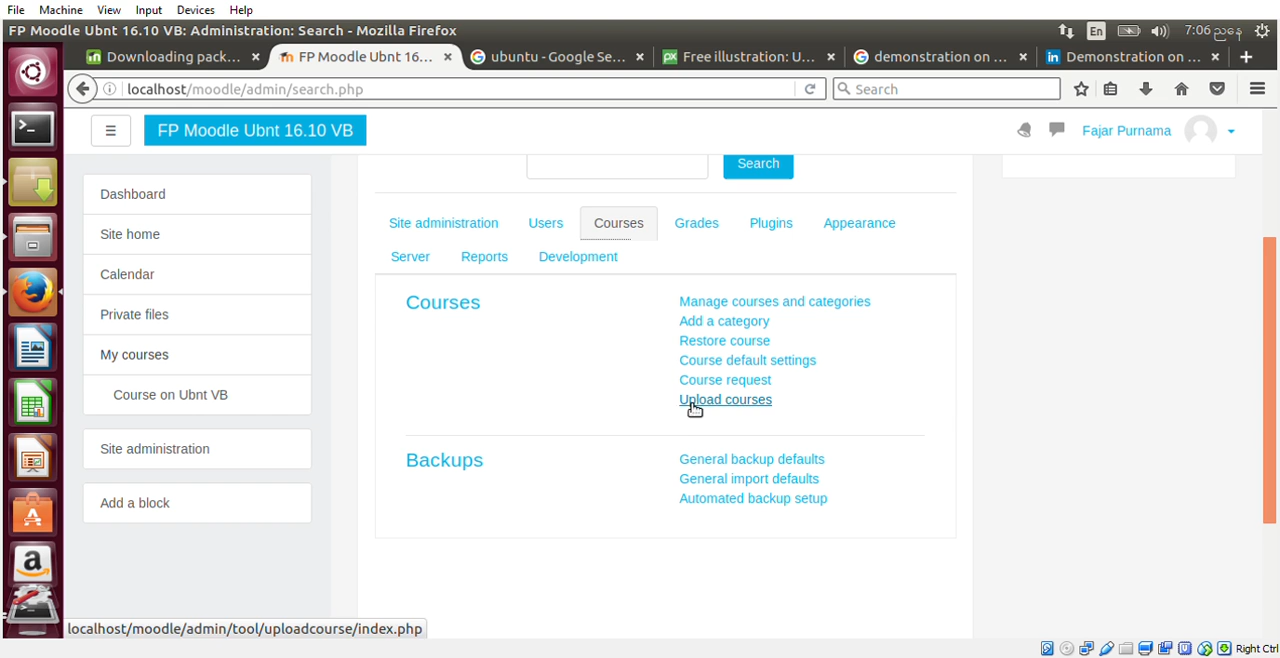 File Machine View Input Devices Help
FP Moodle Ubnt 16.10 VB: Administration: Search - Mozilla Firefox
En 7:06 ညနေ
Downloading pack... × FP Moodle Ubnt 16... × ubuntu - Google Se... × Free illustration: U... × demonstration on ... × Demonstration on ... × +
localhost/moodle/admin/search.php
Search
FP Moodle Ubnt 16.10 VB
Fajar Purnama
Search
Dashboard
Site home
Calendar
Private files
My courses
Course on Ubnt VB
Site administration
Add a block
Site administration Users Courses Grades Plugins Appearance
Server Reports Development
Courses
Manage courses and categories
Add a category
Restore course
Course default settings
Course request
Upload courses
Backups
General backup defaults
General import defaults
Automated backup setup
localhost/moodle/admin/tool/uploadcourse/index.php
Right Ctrl